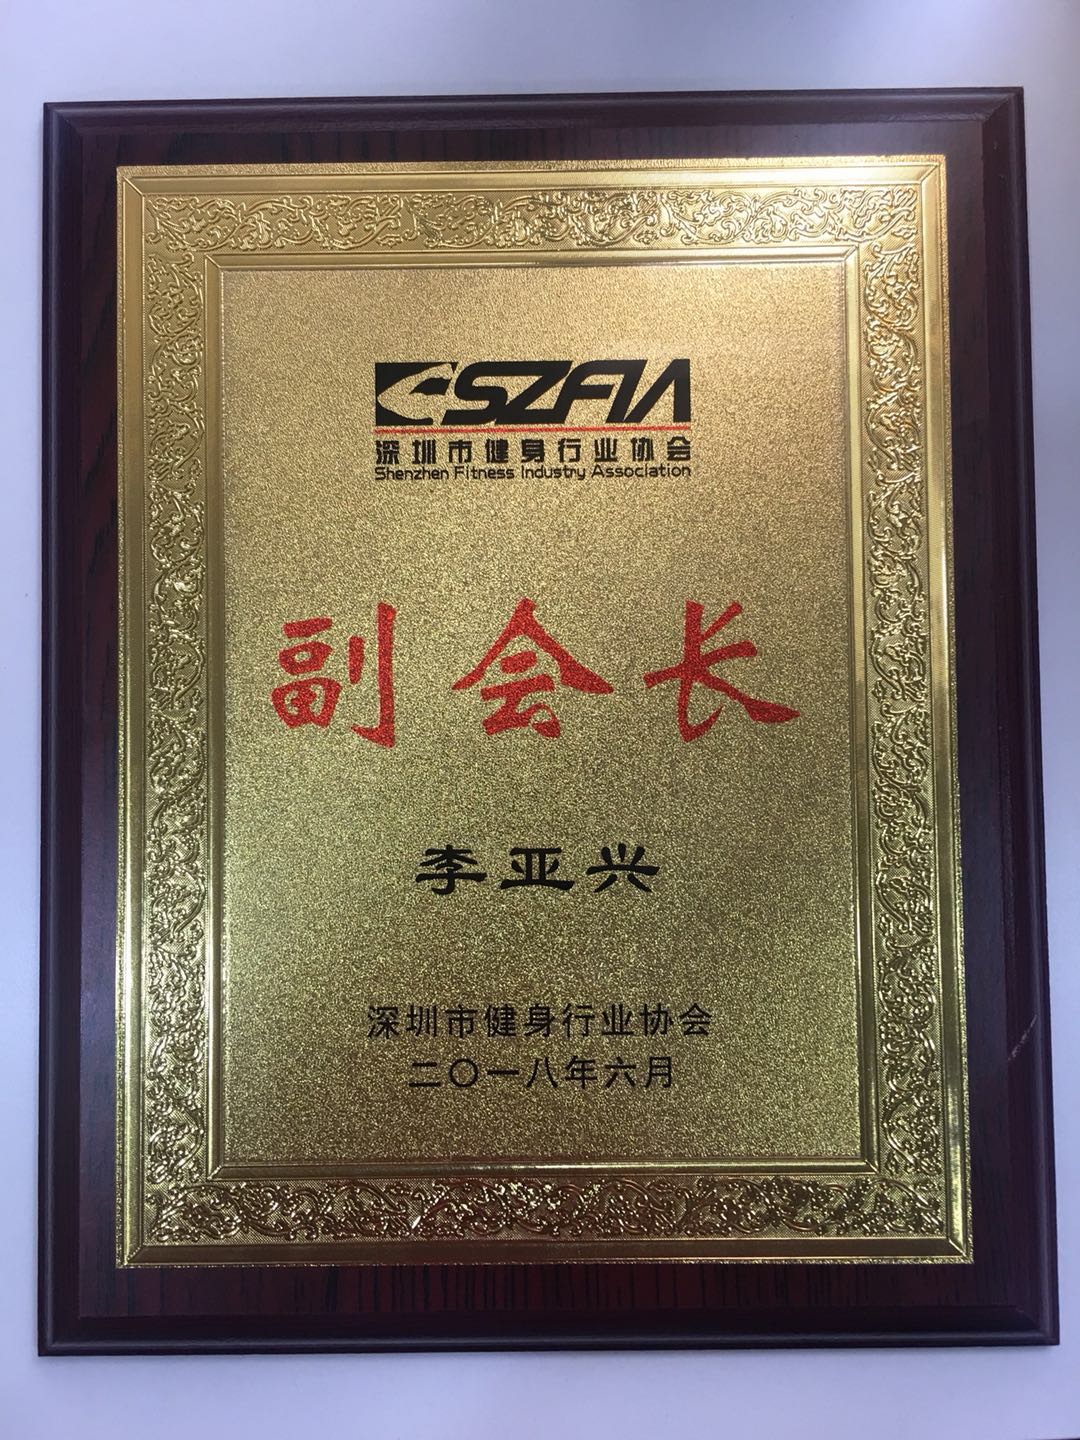 SZFIA
深圳市健身行业协会
Shenzhen Fitness Industry Association
副会长
李亚兴
深圳市健身行业协会
二〇一八年六月